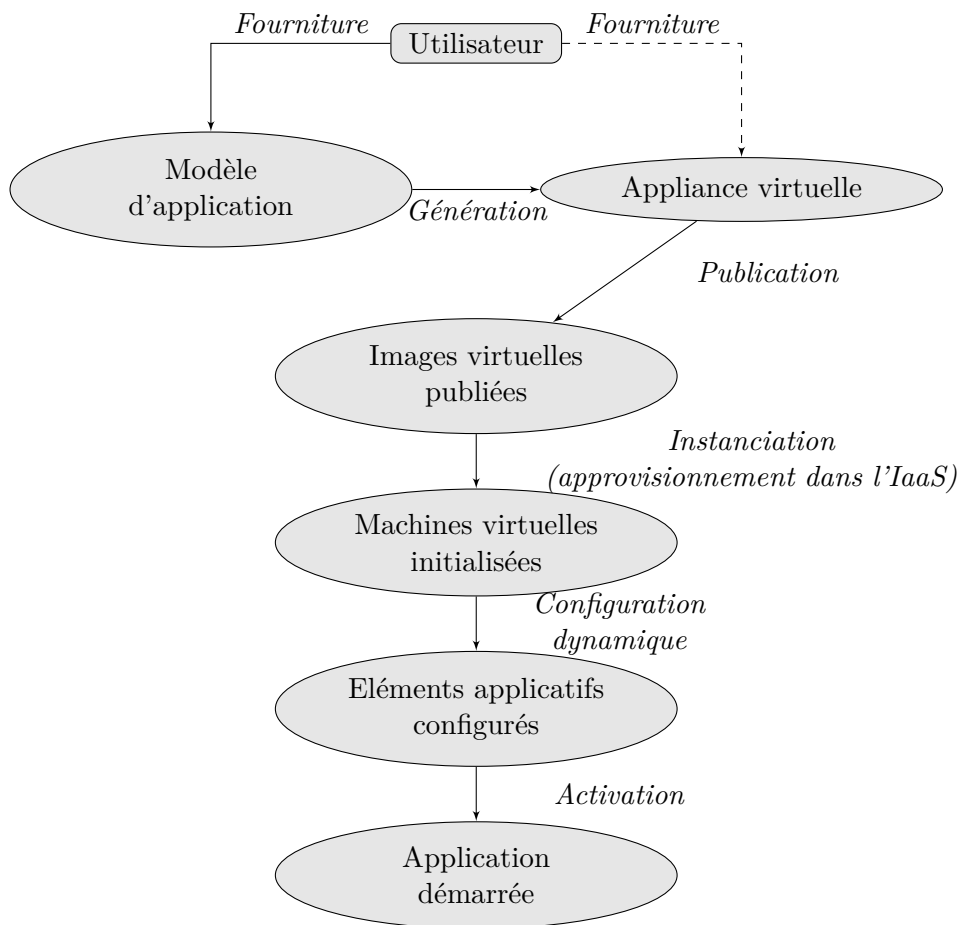 Fourniture
Utilisateur
Fourniture
Modèle
d'application
Génération
Appliance virtuelle
Publication
Images virtuelles
publiées
Instanciation
(approvisionnement dans l'IaaS)
Machines virtuelles
initialisées
Configuration
dynamique
Eléments applicatifs
configurés
Activation
Application
démarrée